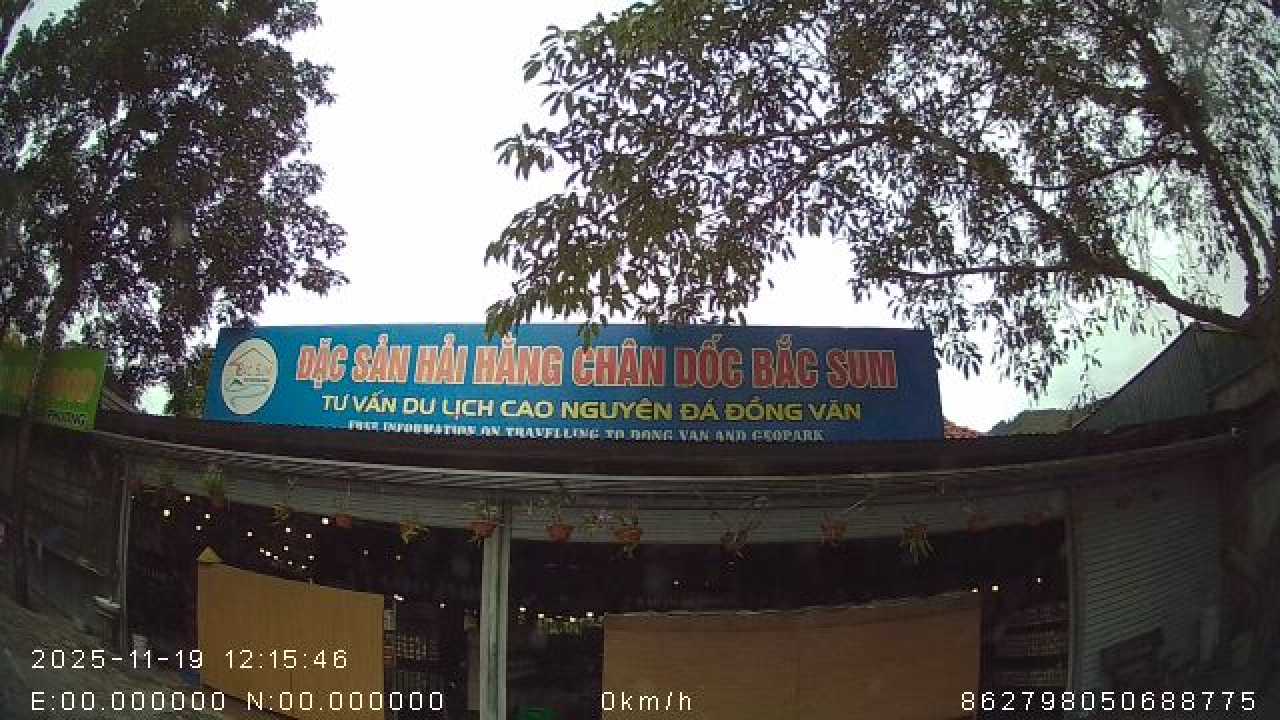 ĐẶC SẢN HẢI HẰNG CHÂN DỐC BẮC SUM
TƯ VẤN DU LỊCH CAO NGUYÊN ĐÁ ĐỒNG VĂN
FREE INFORMATION ON TRAVELLING TO DONG VAN AND GEOPARK
PHƯƠNG
2025-11-19 12:15:46
E:00.000000 N:00.000000 0km/h 862798050688775